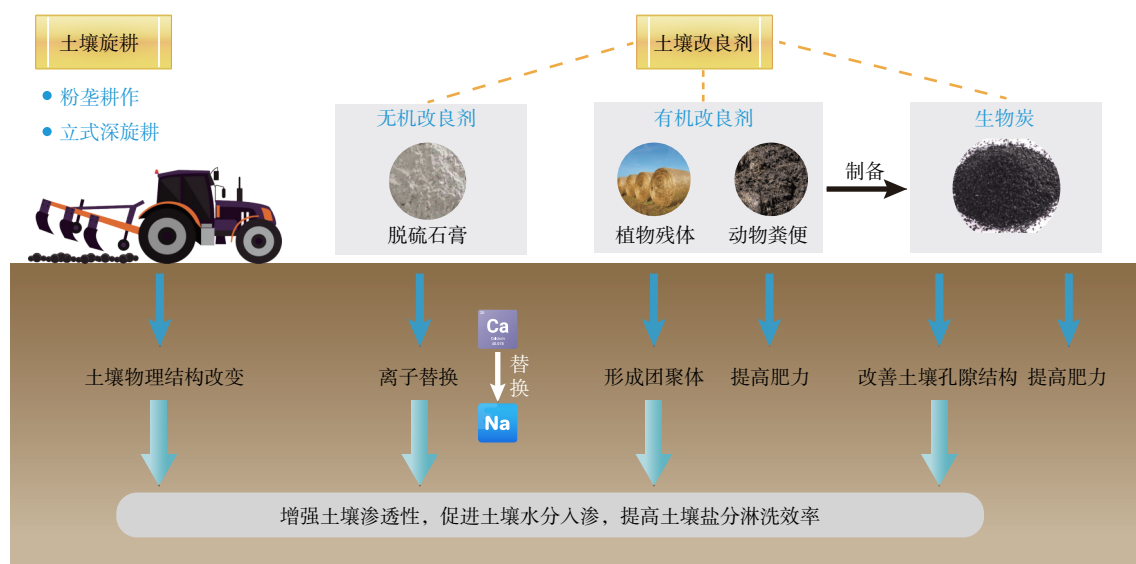 土壤旋耕
土壤改良剂
粉垄耕作
立式深旋耕
无机改良剂
有机改良剂
生物炭
制备
脱硫石膏
植物残体
动物粪便
Ca
Calcium
替换
Na
土壤物理结构改变
离子替换
形成团聚体
提高肥力
改善土壤孔隙结构
提高肥力
增强土壤渗透性，促进土壤水分入渗，提高土壤盐分淋洗效率